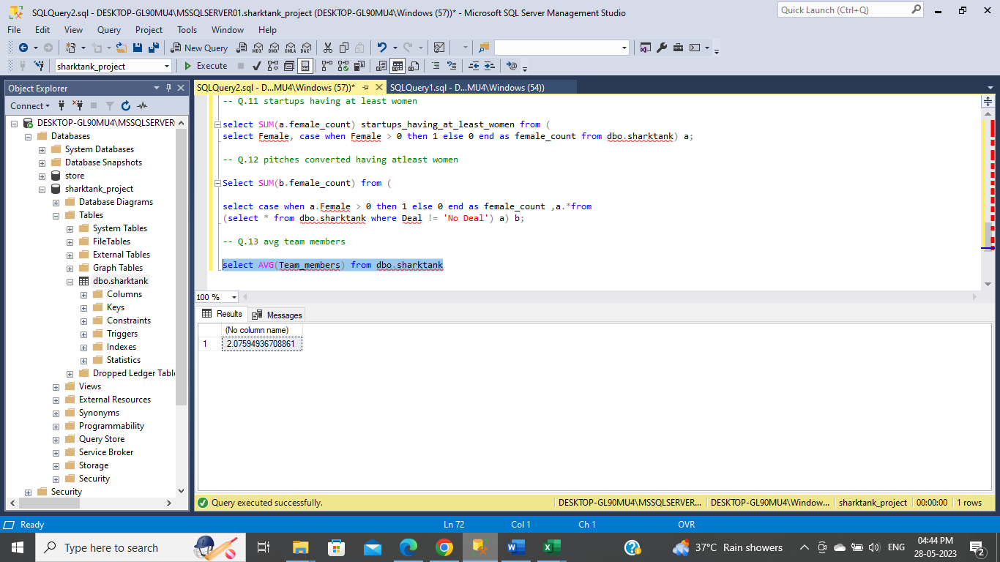 SQLQuery2.sql - DESKTOP-GL90MU4\MSSQLSERVER01.sharktank_project (DESKTOP-GL90MU4\Windows (57))* - Microsoft SQL Server Management Studio
Quick Launch (Ctrl+Q)
File Edit View Query Project Tools Window Help
New Query MDX DMX XMLA DAX
sharktank_project Execute
Object Explorer
SQLQuery2.sql - D...MU4\Windows (57))* SQLQuery1.sql - D...MU4\Windows (54))
Connect
DESKTOP-GL90MU4\MSSQLSERVER
Databases
System Databases
Database Snapshots
store
sharktank_project
Database Diagrams
Tables
System Tables
FileTables
External Tables
Graph Tables
dbo.sharktank
Columns
Keys
Constraints
Triggers
Indexes
Statistics
Dropped Ledger Tabl
Views
External Resources
Synonyms
Programmability
Query Store
Service Broker
Storage
Security
Security
-- Q.11 startups having at least women
select SUM(a.female_count) startups_having_at_least_women from (
select Female, case when Female > 0 then 1 else 0 end as female_count from dbo.sharktank) a;
-- Q.12 pitches converted having atleast women
Select SUM(b.female_count) from (
select case when a.Female > 0 then 1 else 0 end as female_count ,a.*from
(select * from dbo.sharktank where Deal != 'No Deal') a) b;
-- Q.13 avg team members
select AVG(Team_members) from dbo.sharktank
100 %
Results Messages
(No column name)
1 2.07594936708861
Query executed successfully.
DESKTOP-GL90MU4\MSSQLSERVER... DESKTOP-GL90MU4\Window... sharktank_project 00:00:00 1 rows
Ready Ln 72 Col 1 Ch 1 OVR
Type here to search
37°C Rain showers ENG 04:44 PM
28-05-2023
2